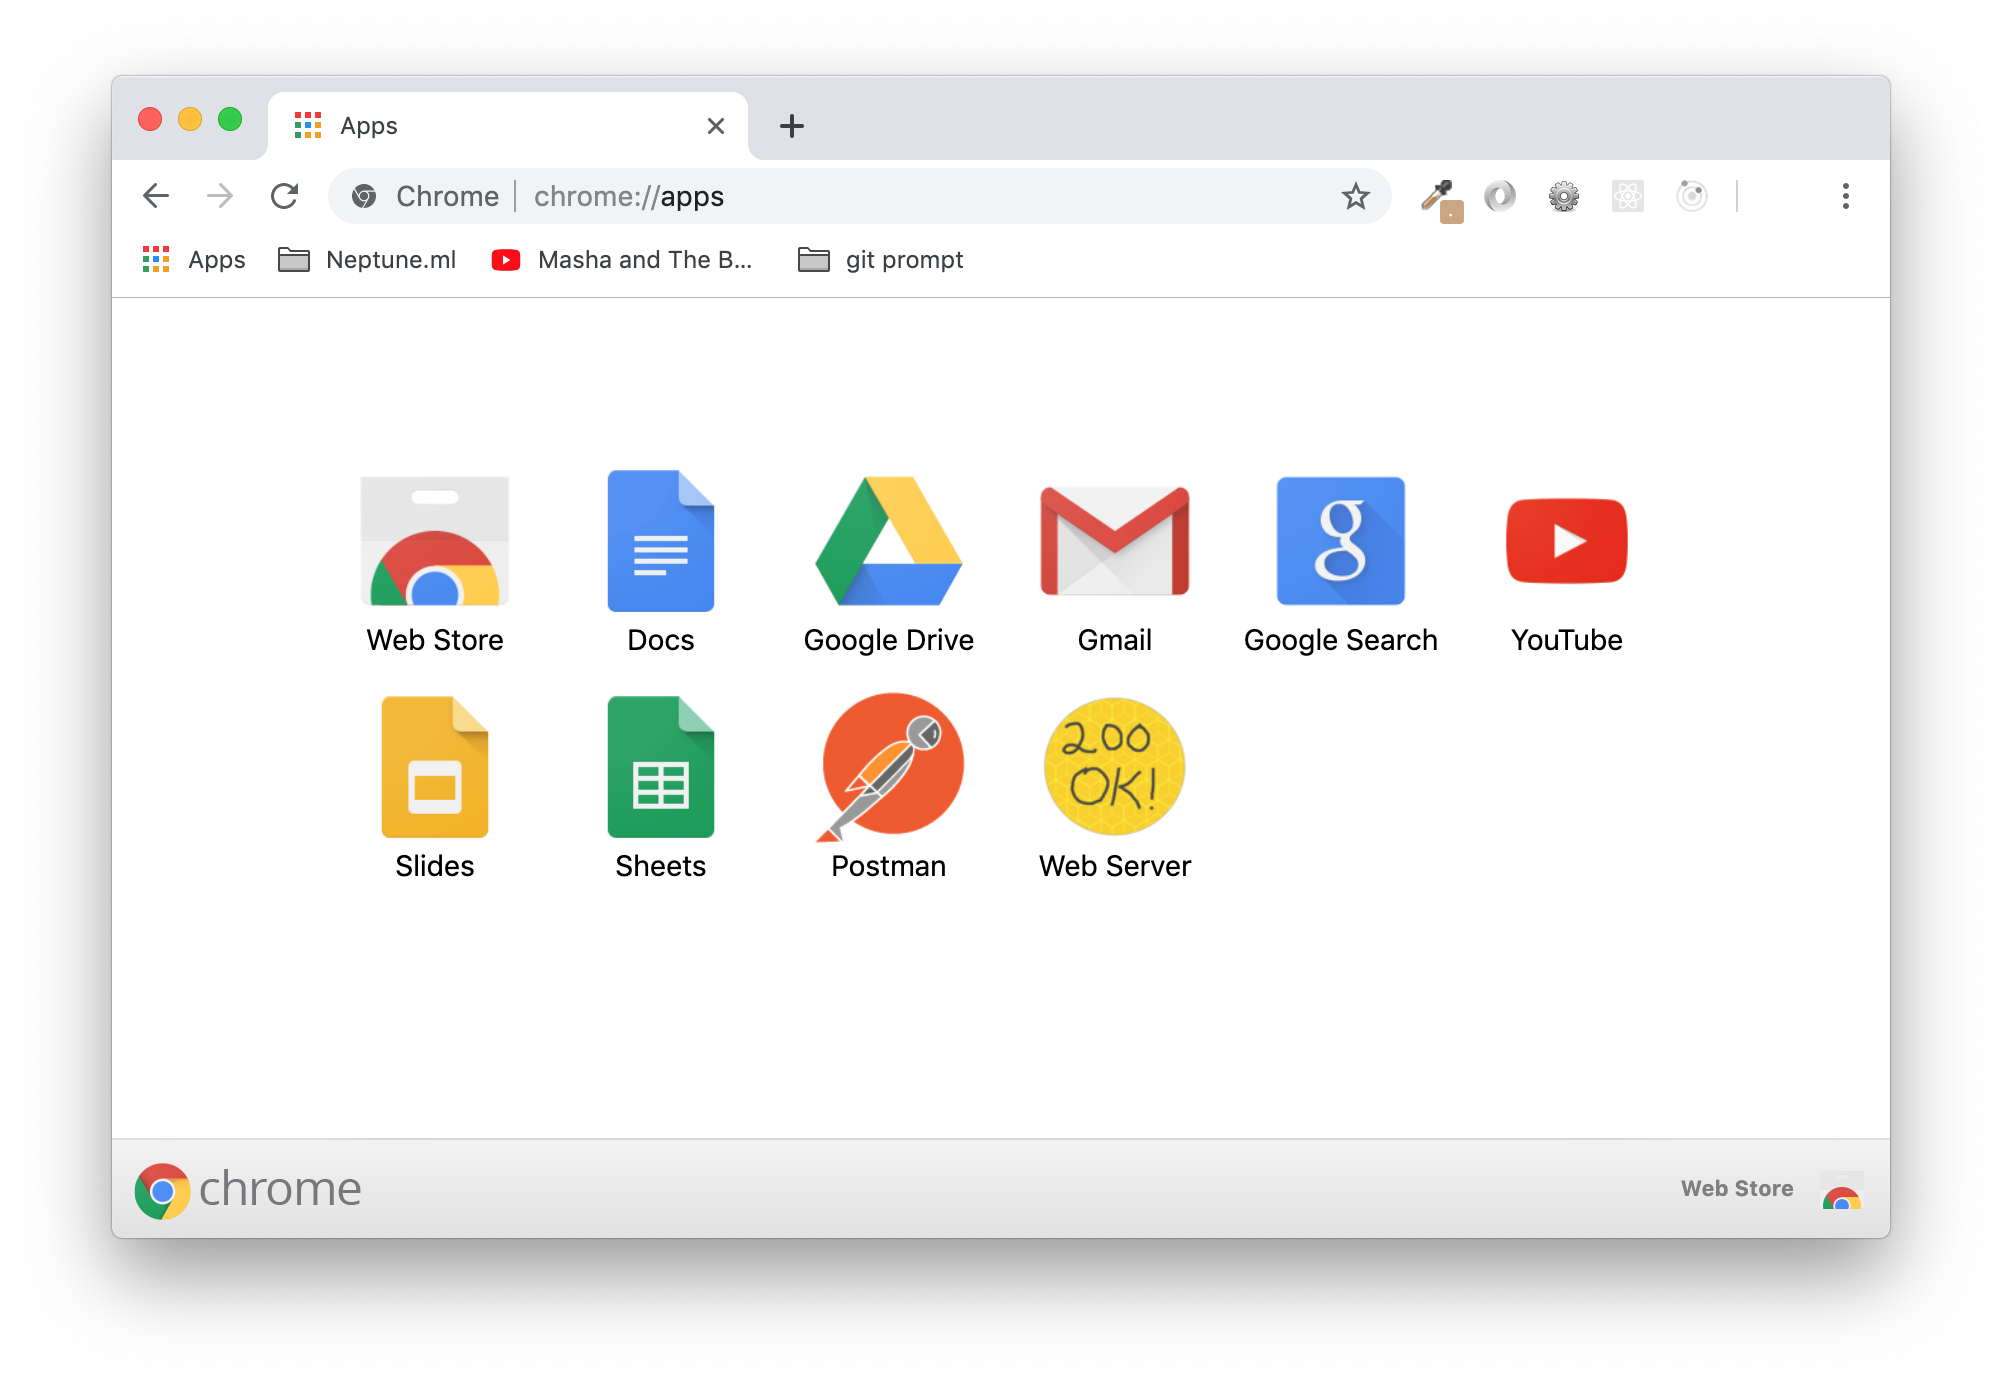 Apps
Chrome | chrome://apps
Apps Neptune.ml Masha and The B... git prompt
Web Store Docs Google Drive Gmail Google Search YouTube
200
OK!
Slides Sheets Postman Web Server
chrome Web Store